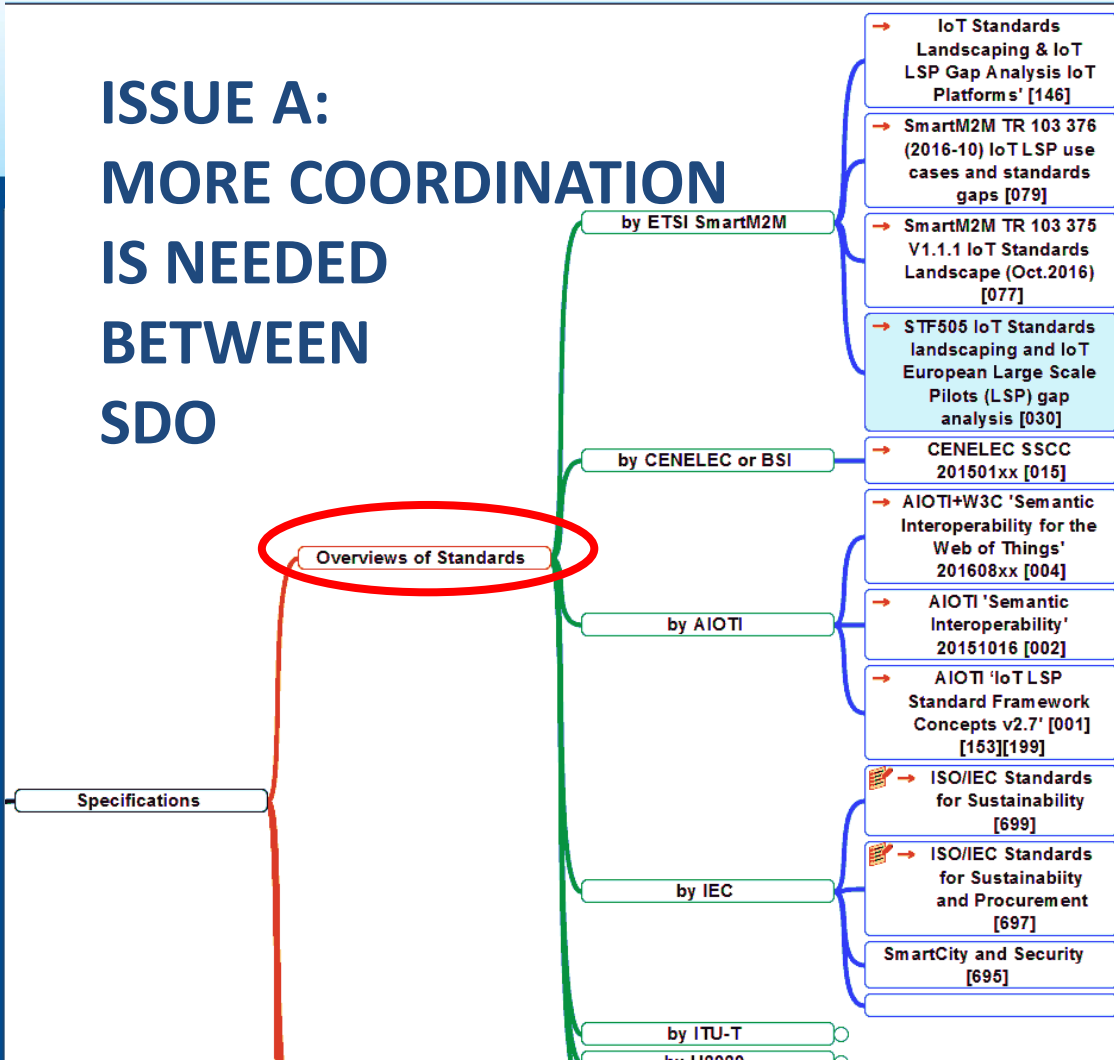 ISSUE A:
MORE COORDINATION
IS NEEDED
BETWEEN
SDO
Specifications
Overviews of Standards
by ETSI SmartM2M
IoT Standards
Landscaping & IoT
LSP Gap Analysis IoT
Platforms' [146]
SmartM2M TR 103 376
(2016-10) IoT LSP use
cases and standards
gaps [079]
SmartM2M TR 103 375
V1.1.1 IoT Standards
Landscape (Oct.2016)
[077]
STF505 IoT Standards
landscaping and IoT
European Large Scale
Pilots (LSP) gap
analysis [030]
by CENELEC or BSI
CENELEC SSCC
201501xx [015]
by AIOTI
AIOTI+W3C 'Semantic
Interoperability for the
Web of Things'
201608xx [004]
AIOTI 'Semantic
Interoperability'
20151016 [002]
AIOTI ‘IoT LSP
Standard Framework
Concepts v2.7' [001]
[153][199]
by IEC
ISO/IEC Standards
for Sustainability
[699]
ISO/IEC Standards
for Sustainabiity
and Procurement
[697]
SmartCity and Security
[695]
by ITU-T